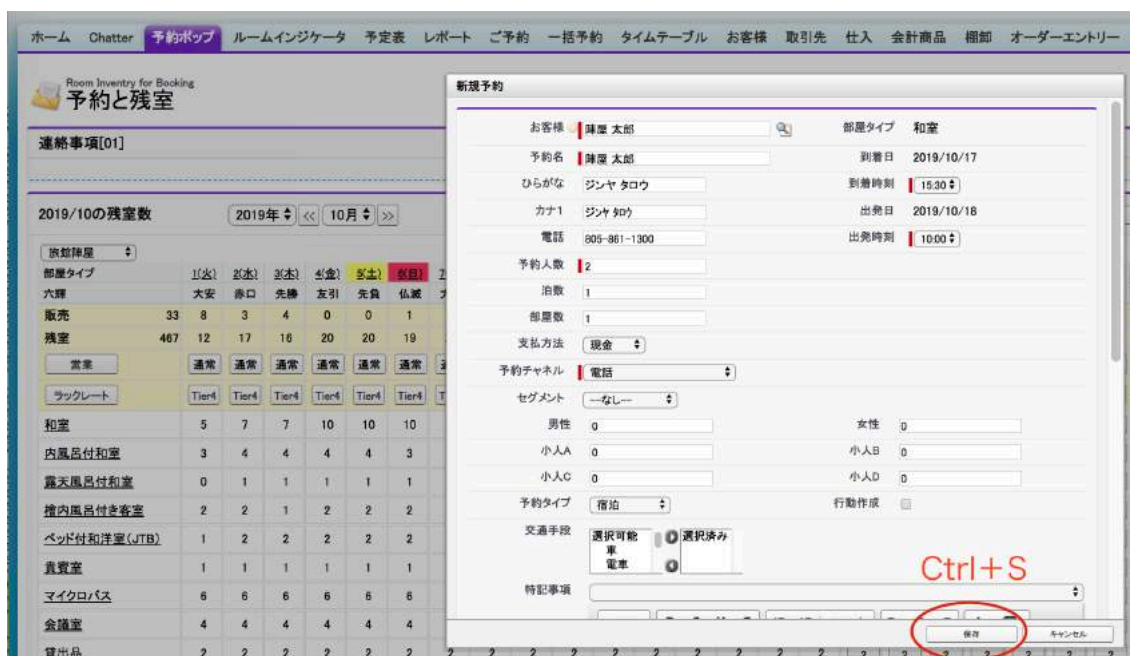 ホーム Chatter 予約ポップ ルームインジケータ 予定表 レポート ご予約 一括予約 タイムテーブル お客様 取引先 仕入 会計商品 棚卸 オーダーエントリー
Room Inventry for Booking
予約と残室
連絡事項[01]
2019/10の残室数 2019年 << 10月 >>
旅館陣屋
部屋タイプ 1(火) 2(水) 3(木) 4(金) 5(土) 6(日)
六輝 大安 赤口 先勝 友引 先負 仏滅
販売 33 8 3 4 0 0 1
残室 467 12 17 16 20 20 19
営業 通常 通常 通常 通常 通常 通常
ラックレート Tier4 Tier4 Tier4 Tier4 Tier4 Tier4
和室 5 7 7 10 10 10
内風呂付和室 3 4 4 4 4 3
露天風呂付和室 0 1 1 1 1 1
檜内風呂付き客室 2 2 1 2 2 2
ベッド付和洋室(JTB) 1 2 2 2 2 2
貴賓室 1 1 1 1 1 1
マイクロバス 6 6 6 6 6 6
会議室 4 4 4 4 4 4
貸出品 2 2 2 2 2 2 2 2 2 2 2 2 2 2 2 2
新規予約
お客様 陣屋 太郎 部屋タイプ 和室
予約名 陣屋 太郎 到着日 2019/10/17
ひらがな ジンヤ タロウ 到着時刻 15:30
カナ1 ジンヤ タロウ 出発日 2019/10/18
電話 805-861-1300 出発時刻 10:00
予約人数 2
泊数 1
部屋数 1
支払方法 現金
予約チャネル 電話
セグメント --なし--
男性 0 女性 0
小人A 0 小人B 0
小人C 0 小人D 0
予約タイプ 宿泊 行動作成
交通手段 選択可能 選択済み
車
電車
特記事項
Ctrl+S
保存 キャンセル